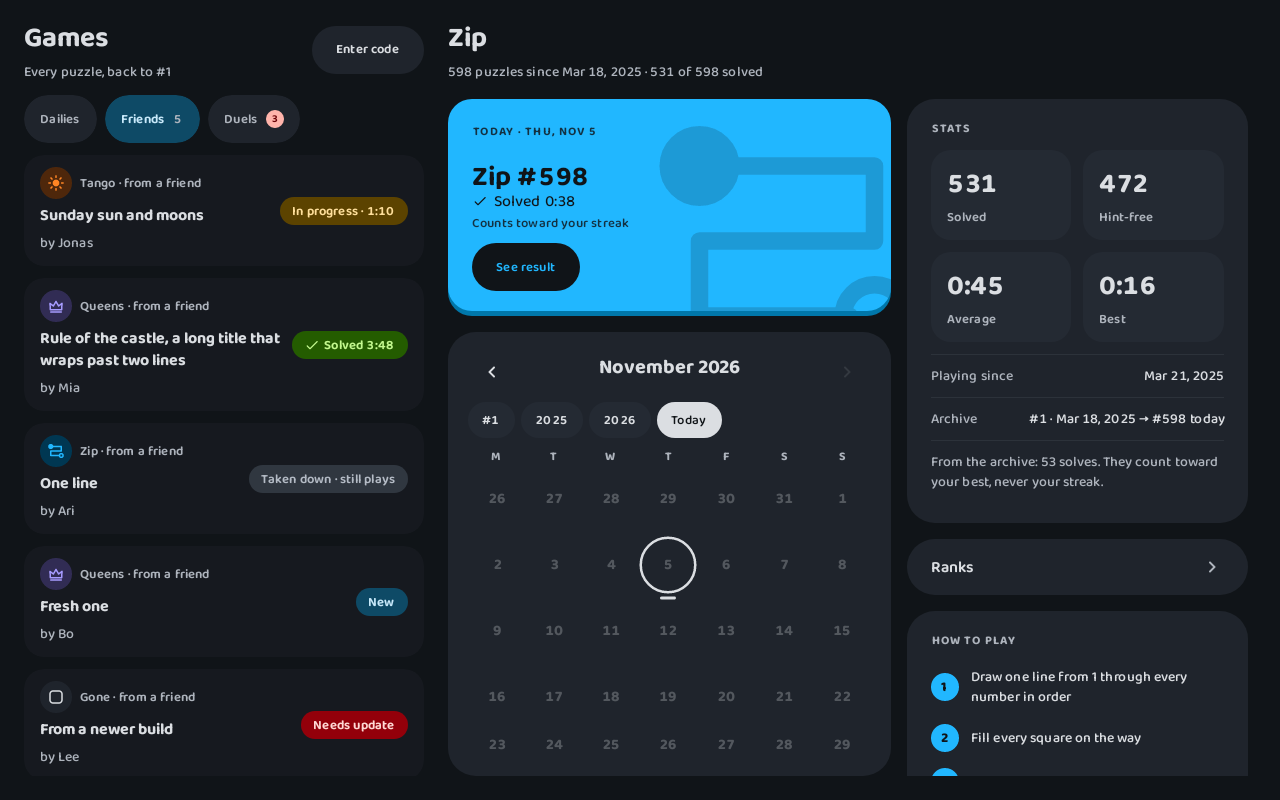 Games
Every puzzle, back to #1
Enter code
Dailies
Friends 5
Duels 3
Tango · from a friend
Sunday sun and moons
by Jonas
In progress · 1:10
Queens · from a friend
Rule of the castle, a long title that
wraps past two lines
by Mia
Solved 3:48
Zip · from a friend
One line
by Ari
Taken down · still plays
Queens · from a friend
Fresh one
by Bo
New
Gone · from a friend
From a newer build
by Lee
Needs update
Zip
598 puzzles since Mar 18, 2025 · 531 of 598 solved
TODAY · THU, NOV 5
Zip #598
Solved 0:38
Counts toward your streak
See result
November 2026
#1 2025 2026 Today
M T W T F S S
26 27 28 29 30 31 1
2 3 4 5 6 7 8
9 10 11 12 13 14 15
16 17 18 19 20 21 22
23 24 25 26 27 28 29
STATS
531
Solved
472
Hint-free
0:45
Average
0:16
Best
Playing since Mar 21, 2025
Archive #1 · Mar 18, 2025 → #598 today
From the archive: 53 solves. They count toward
your best, never your streak.
Ranks
HOW TO PLAY
1 Draw one line from 1 through every
number in order
2 Fill every square on the way